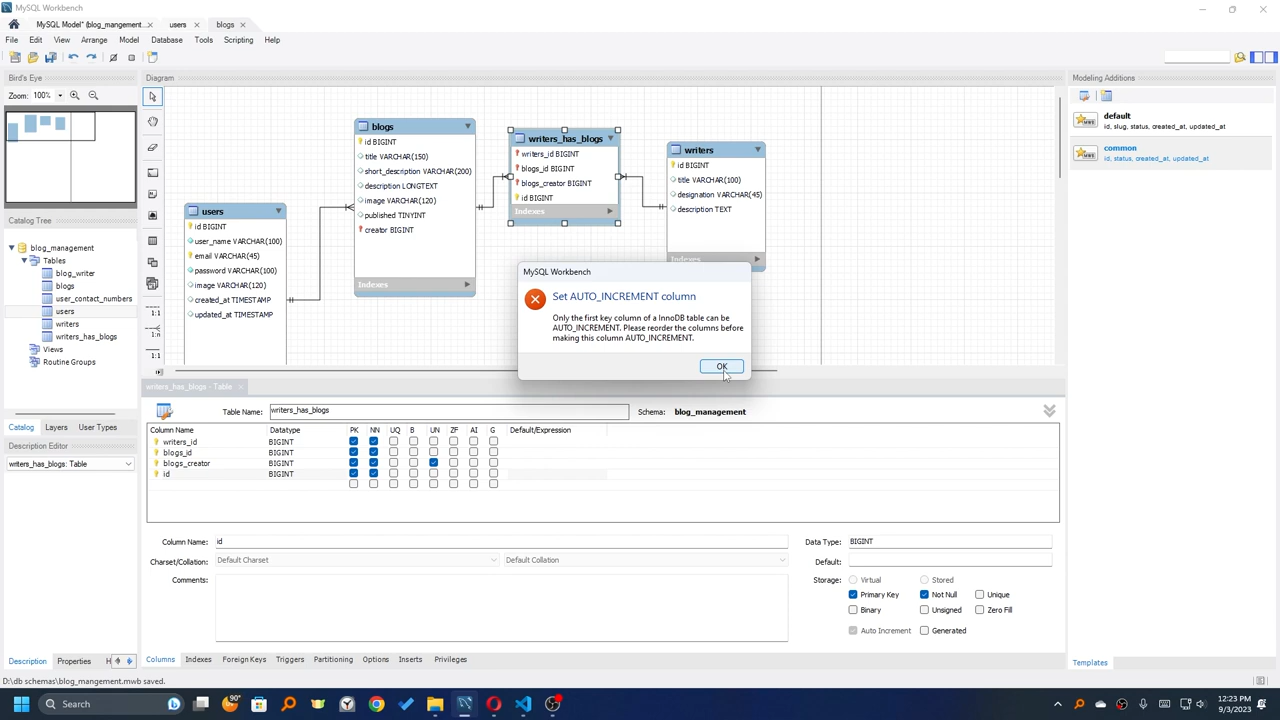 MySQL Workbench
MySQL Model* (blog_mangement...
users
blogs
File Edit View Arrange Model Database Tools Scripting Help
Bird's Eye
Diagram
Modeling Additions
Zoom: 100%
default
id, slug, status, created_at, updated_at
common
id, status, created_at, updated_at
blogs
id BIGINT
title VARCHAR(150)
short_description VARCHAR(200)
description LONGTEXT
image VARCHAR(120)
published TINYINT
creator BIGINT
Indexes
writers_has_blogs
writers_id BIGINT
blogs_id BIGINT
blogs_creator BIGINT
id BIGINT
Indexes
writers
id BIGINT
title VARCHAR(100)
designation VARCHAR(45)
description TEXT
Indexes
users
id BIGINT
user_name VARCHAR(100)
email VARCHAR(45)
password VARCHAR(100)
image VARCHAR(120)
created_at TIMESTAMP
updated_at TIMESTAMP
Catalog Tree
blog_management
Tables
blog_writer
blogs
user_contact_numbers
users
writers
writers_has_blogs
Views
Routine Groups
1:1
1:n
1:1
MySQL Workbench
Set AUTO_INCREMENT column
Only the first key column of a InnoDB table can be
AUTO_INCREMENT. Please reorder the columns before
making this column AUTO_INCREMENT.
OK
Catalog Layers User Types
Description Editor
writers_has_blogs: Table
writers_has_blogs - Table
Table Name: writers_has_blogs Schema: blog_management
Column Name Datatype PK NN UQ B UN ZF AI G Default/Expression
writers_id BIGINT
blogs_id BIGINT
blogs_creator BIGINT
id BIGINT
Column Name: id Data Type: BIGINT
Charset/Collation: Default Charset Default Collation Default:
Comments: Storage: Virtual Stored
Primary Key Not Null Unique
Binary Unsigned Zero Fill
Auto Increment Generated
Description Properties H
Columns Indexes Foreign Keys Triggers Partitioning Options Inserts Privileges
Templates
D:\db schemas\blog_mangement.mwb saved.
Search
90°
12:23 PM
9/3/2023